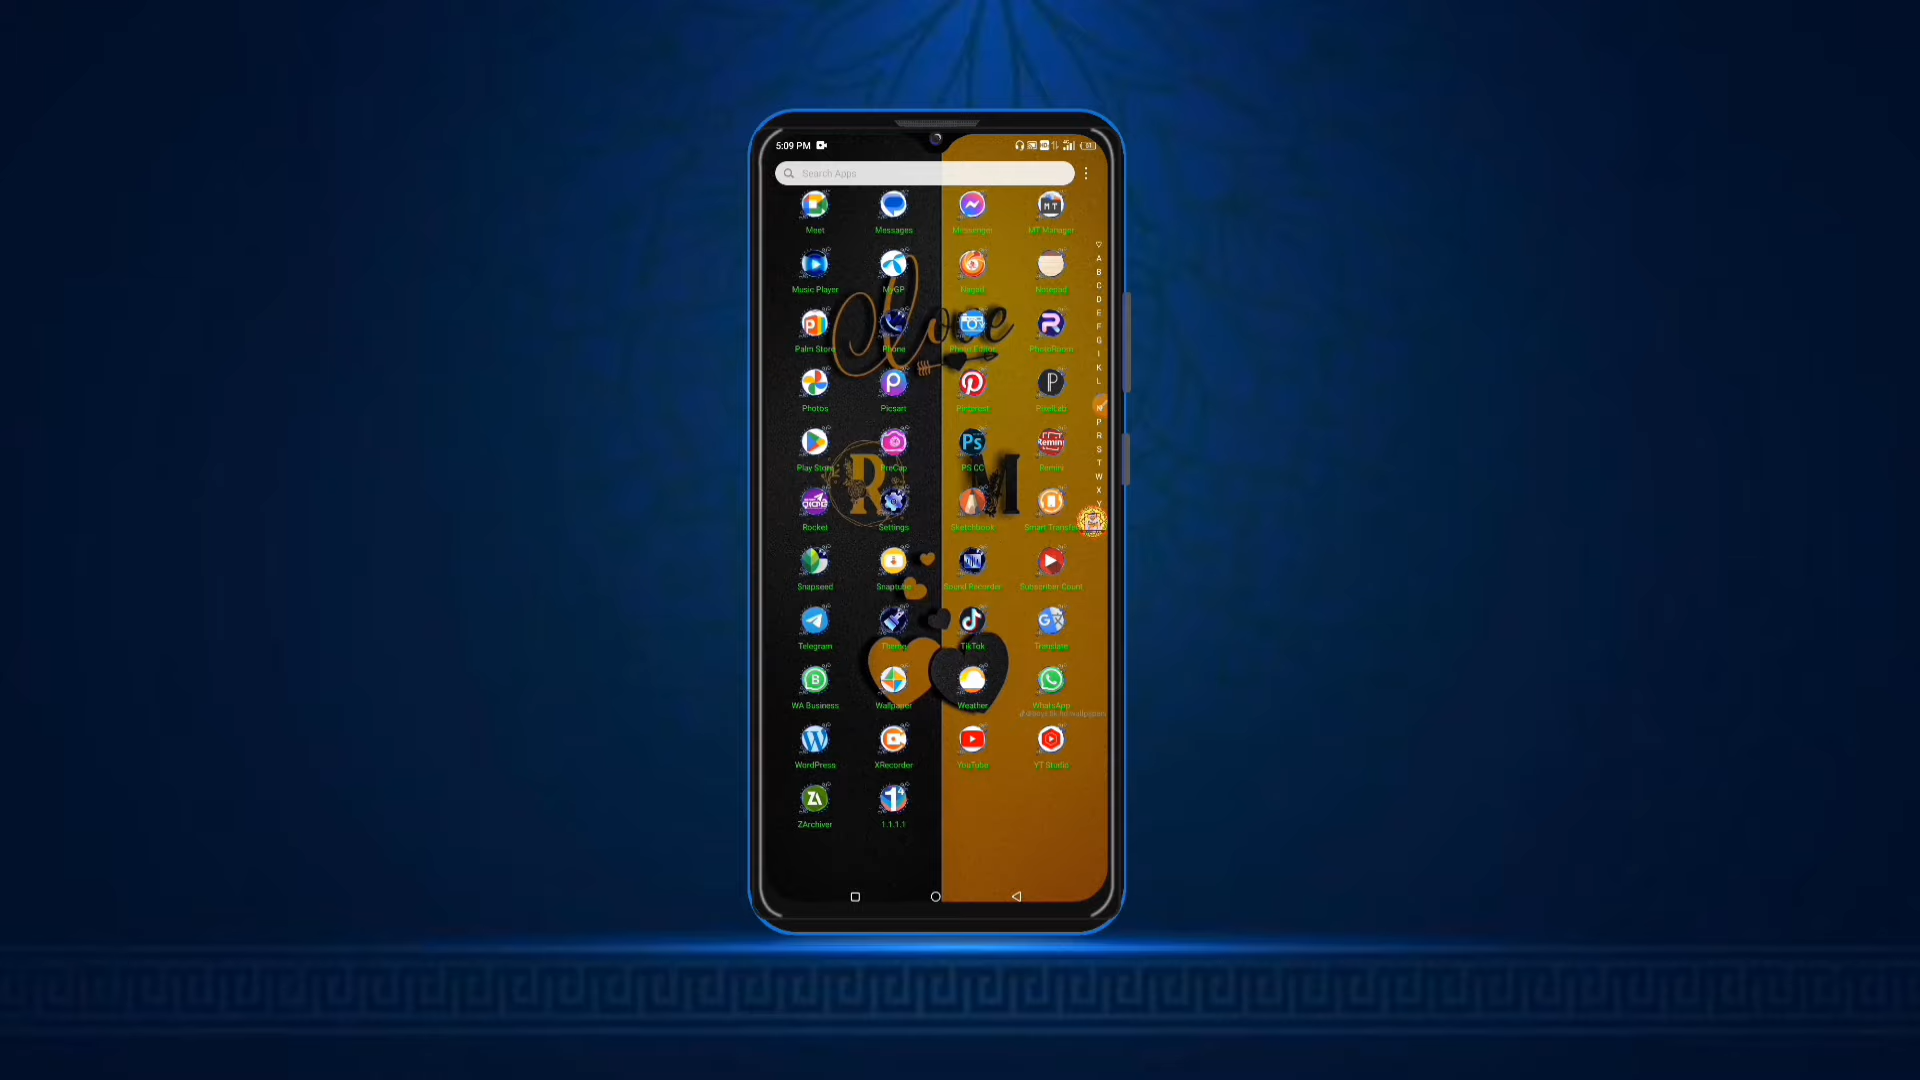 5:09 PM
Search Apps
Meet Messages Messenger MT Manager
Music Player MyGP Nagad Notepad
Palm Store Phone Photo Editor PhotoRoom
Photos Picsart Pinterest PixelLab
Play Store PreCap PS CC Remini
Rocket Settings Sketchbook Smart Transfer
Snapseed Snaptube Sound Recorder Subscriber Count
Telegram Theme TikTok Translate
WA Business Wallpaper Weather WhatsApp
WordPress XRecorder YouTube YT Studio
ZArchiver 1.1.1.1
Love
R M
A
B
C
D
E
F
G
I
K
L
N
P
R
S
T
W
X
Y